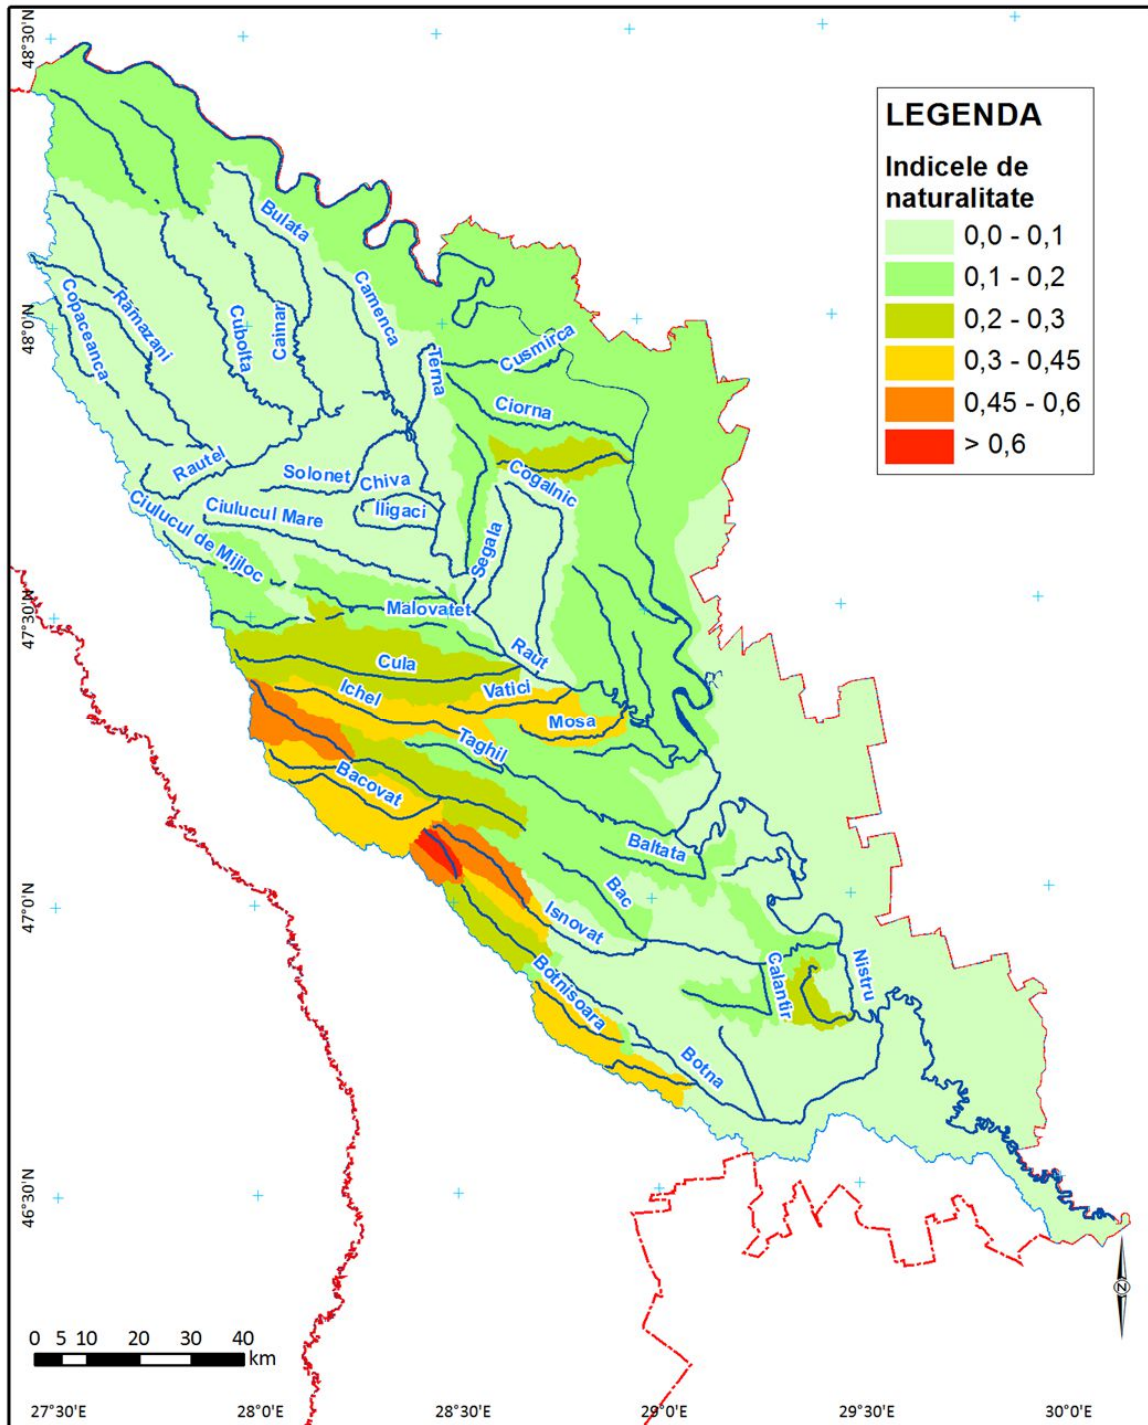 48°30'N
LEGENDA
Indicele de
naturalitate
0,0 - 0,1
0,1 - 0,2
0,2 - 0,3
0,3 - 0,45
0,45 - 0,6
> 0,6
Bulata
Camenca
Copaceanca
Rămazani
Cubolta
Camar
48°0'N
Terna
Cusmirca
Ciorna
Rautel
Solonet
Chiva
Cogalnic
Iligaci
Ciulucul Mare
Ciulucul de Mijloc
Segala
Malovatet
47°30'N
Raut
Cula
Ichel
Vatici
Mosa
Taghil
Bacovat
Baltata
Bac
47°0'N
Isnovat
Calantir
Nistru
Botnisoara
Botna
46°30'N
N
0 5 10 20 30 40
km
27°30'E 28°0'E 28°30'E 29°0'E 29°30'E 30°0'E